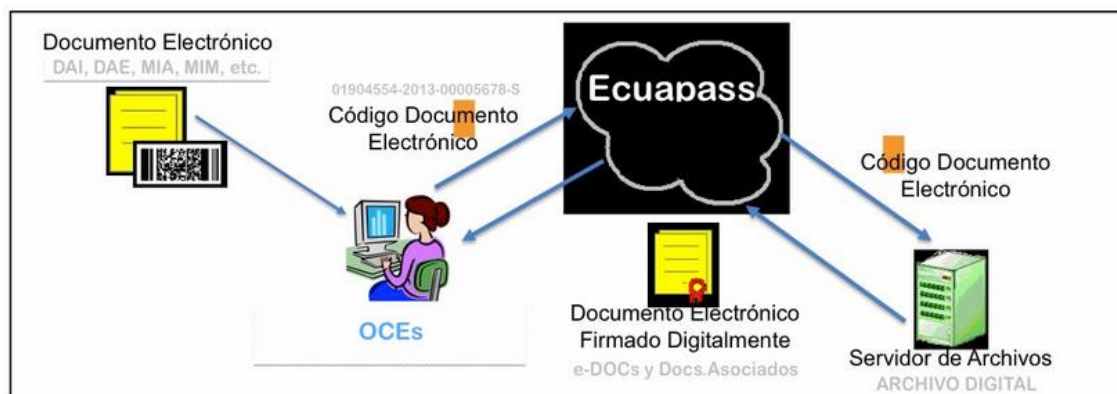 Documento Electrónico
DAI, DAE, MIA, MIM, etc.
01904554-2013-00005678-S
Código Documento
Electrónico
Ecuapass
Código Documento
Electrónico
OCEs
Documento Electrónico
Firmado Digitalmente
e-DOCs y Docs.Asociados
Servidor de Archivos
ARCHIVO DIGITAL